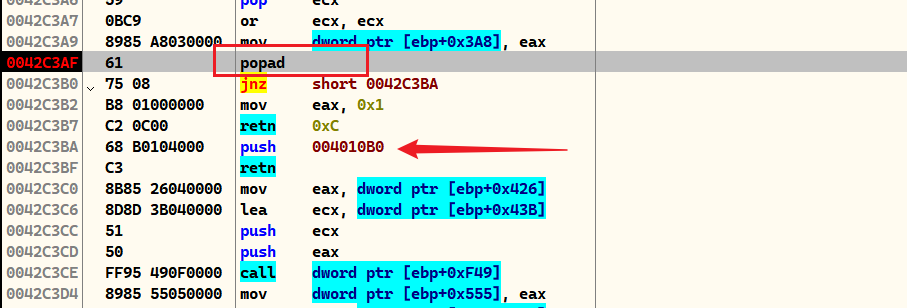 0042C3A6 59 pop ecx
0042C3A7 0BC9 or ecx, ecx
0042C3A9 8985 A8030000 mov dword ptr [ebp+0x3A8], eax
0042C3AF 61 popad
0042C3B0 75 08 jnz short 0042C3BA
0042C3B2 B8 01000000 mov eax, 0x1
0042C3B7 C2 0C00 retn 0xC
0042C3BA 68 B0104000 push 004010B0
0042C3BF C3 retn
0042C3C0 8B85 26040000 mov eax, dword ptr [ebp+0x426]
0042C3C6 8D8D 3B040000 lea ecx, dword ptr [ebp+0x43B]
0042C3CC 51 push ecx
0042C3CD 50 push eax
0042C3CE FF95 490F0000 call dword ptr [ebp+0xF49]
0042C3D4 8985 55050000 mov dword ptr [ebp+0x555], eax